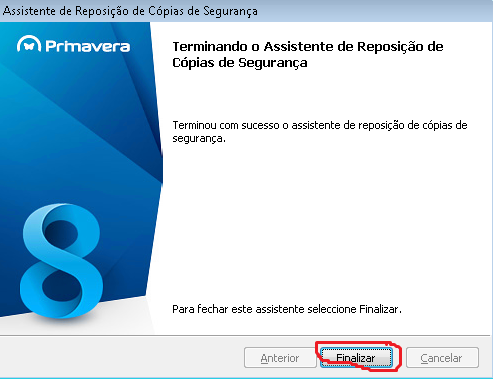 Assistente de Reposição de Cópias de Segurança
Primavera
Terminando o Assistente de Reposição de
Cópias de Segurança
Terminou com sucesso o assistente de reposição de cópias de
segurança.
8
Para fechar este assistente seleccione Finalizar.
Anterior
Finalizar
Cancelar